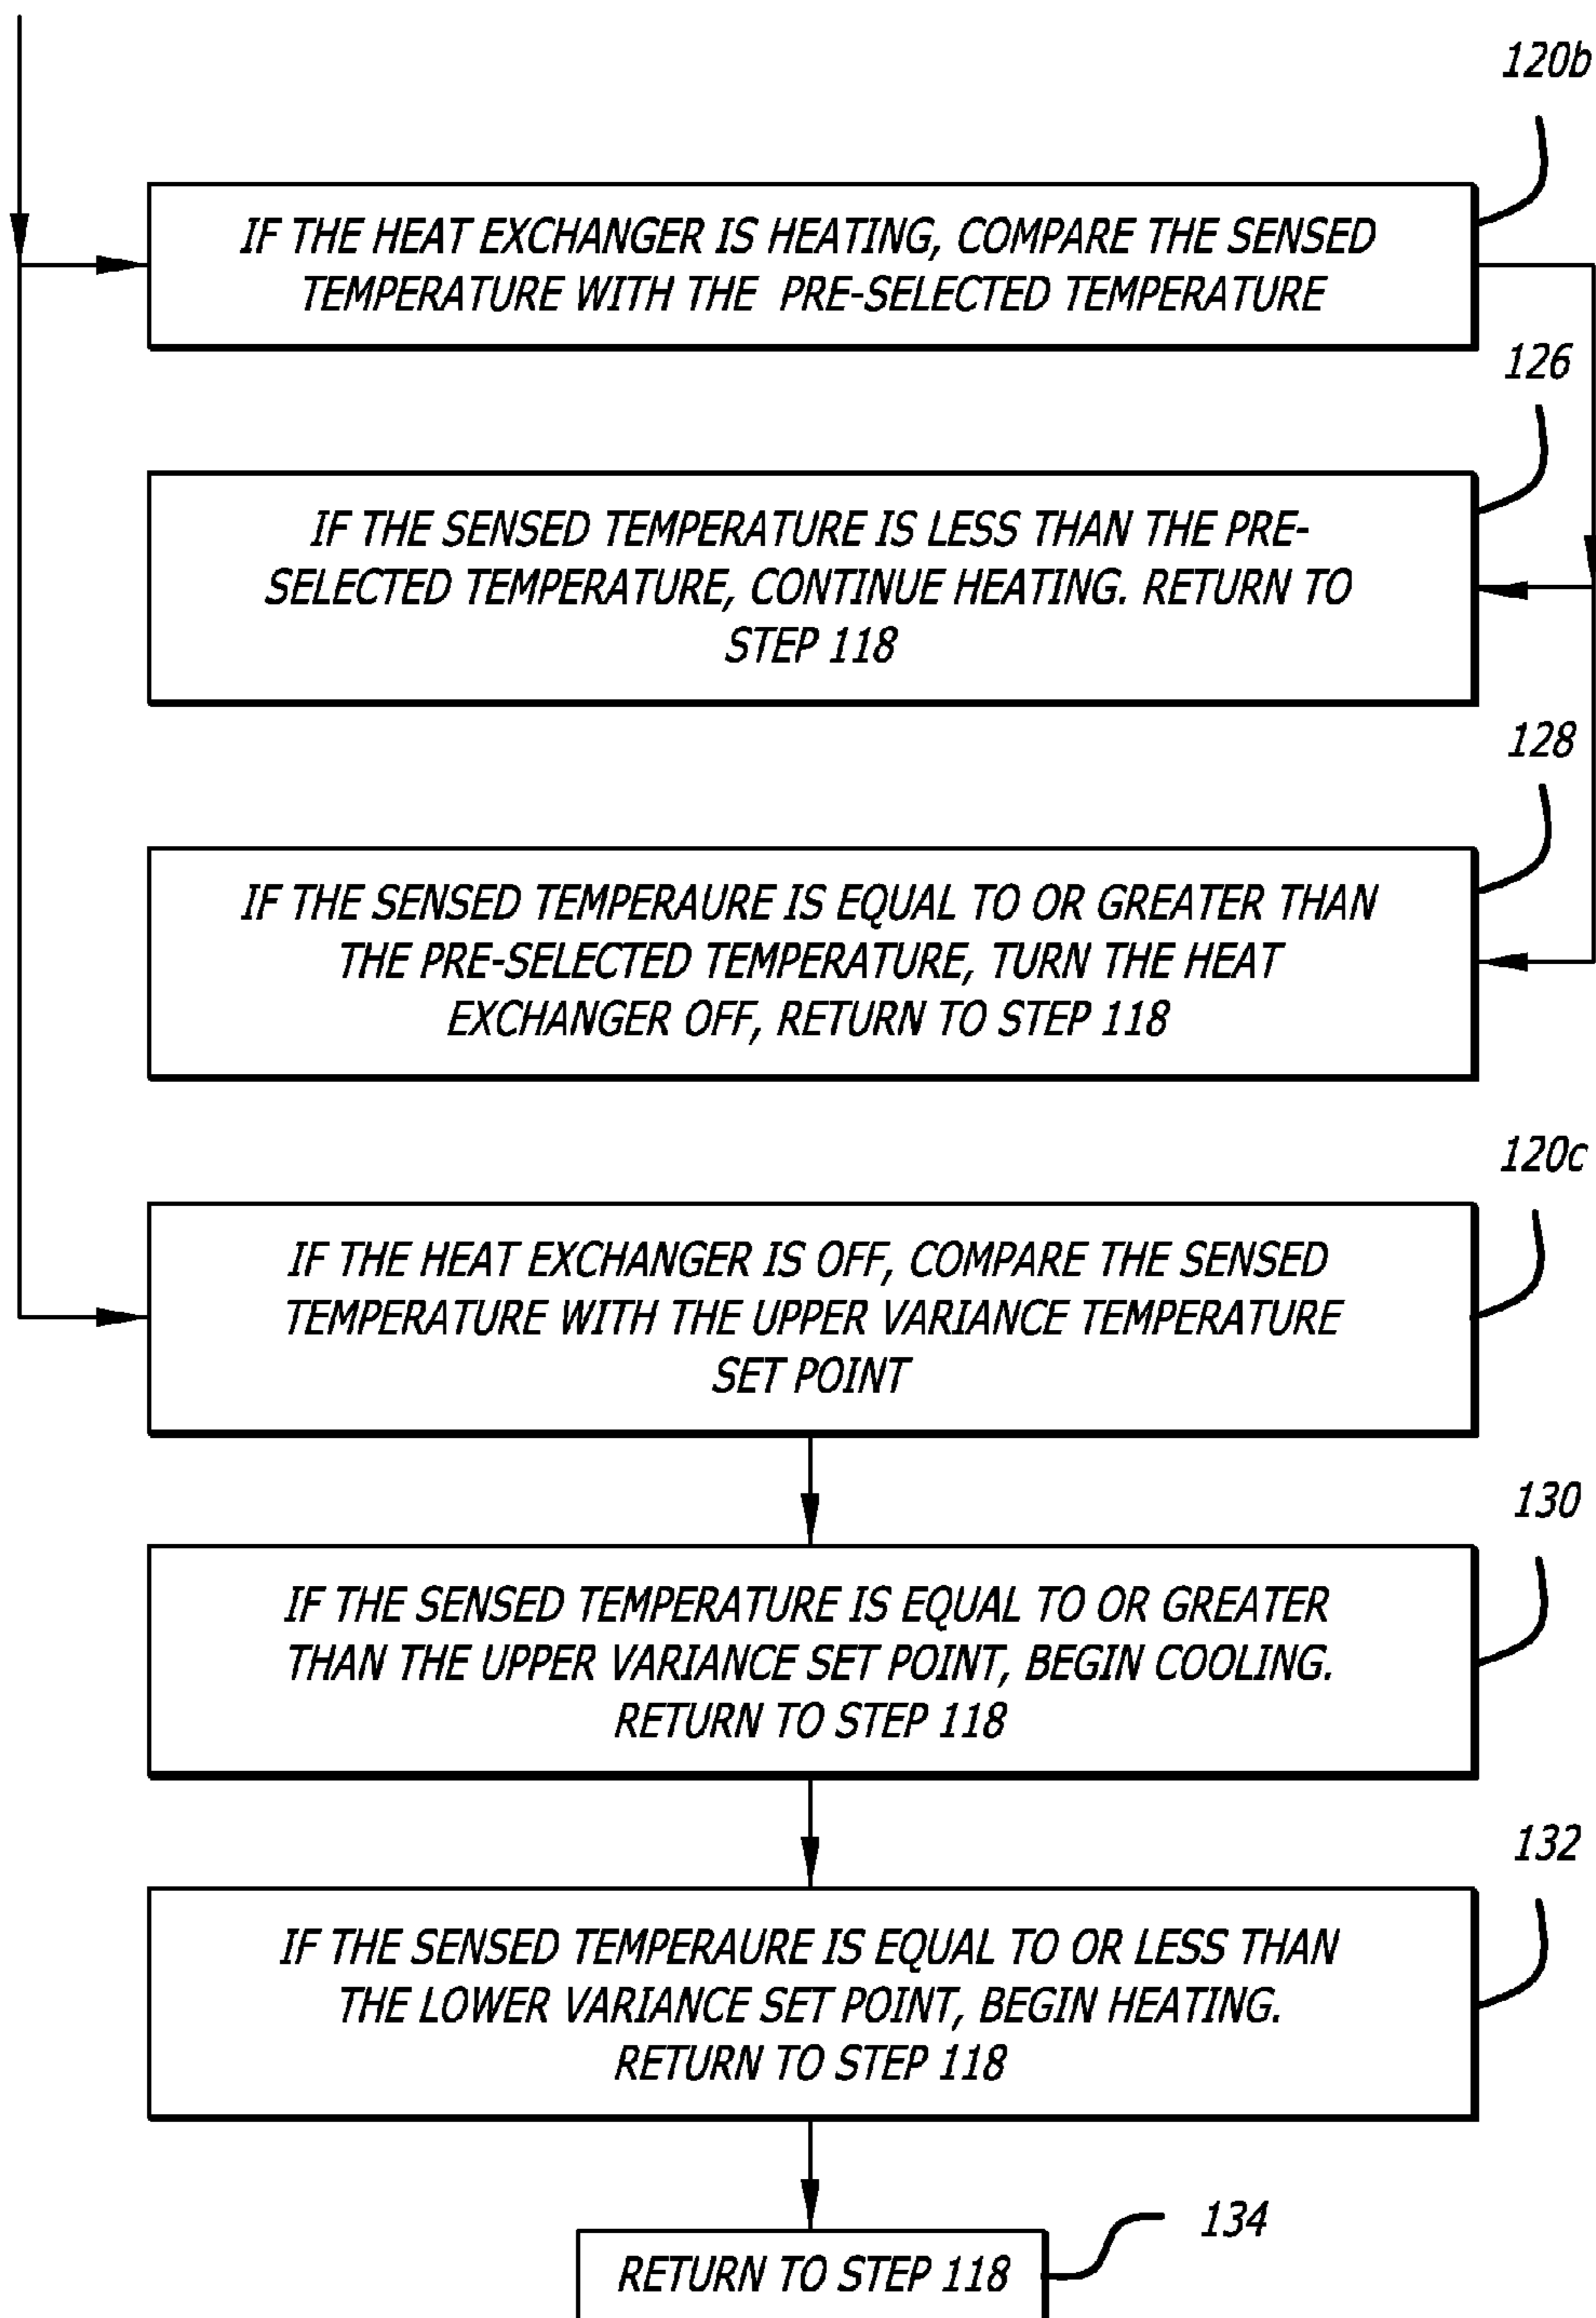 120b
IF THE HEAT EXCHANGER IS HEATING, COMPARE THE SENSED
TEMPERATURE WITH THE PRE-SELECTED TEMPERATURE
126
IF THE SENSED TEMPERATURE IS LESS THAN THE PRE-
SELECTED TEMPERATURE, CONTINUE HEATING. RETURN TO
STEP 118
128
IF THE SENSED TEMPERAURE IS EQUAL TO OR GREATER THAN
THE PRE-SELECTED TEMPERATURE, TURN THE HEAT
EXCHANGER OFF, RETURN TO STEP 118
120c
IF THE HEAT EXCHANGER IS OFF, COMPARE THE SENSED
TEMPERATURE WITH THE UPPER VARIANCE TEMPERATURE
SET POINT
130
IF THE SENSED TEMPERATURE IS EQUAL TO OR GREATER
THAN THE UPPER VARIANCE SET POINT, BEGIN COOLING.
RETURN TO STEP 118
132
IF THE SENSED TEMPERAURE IS EQUAL TO OR LESS THAN
THE LOWER VARIANCE SET POINT, BEGIN HEATING.
RETURN TO STEP 118
134
RETURN TO STEP 118